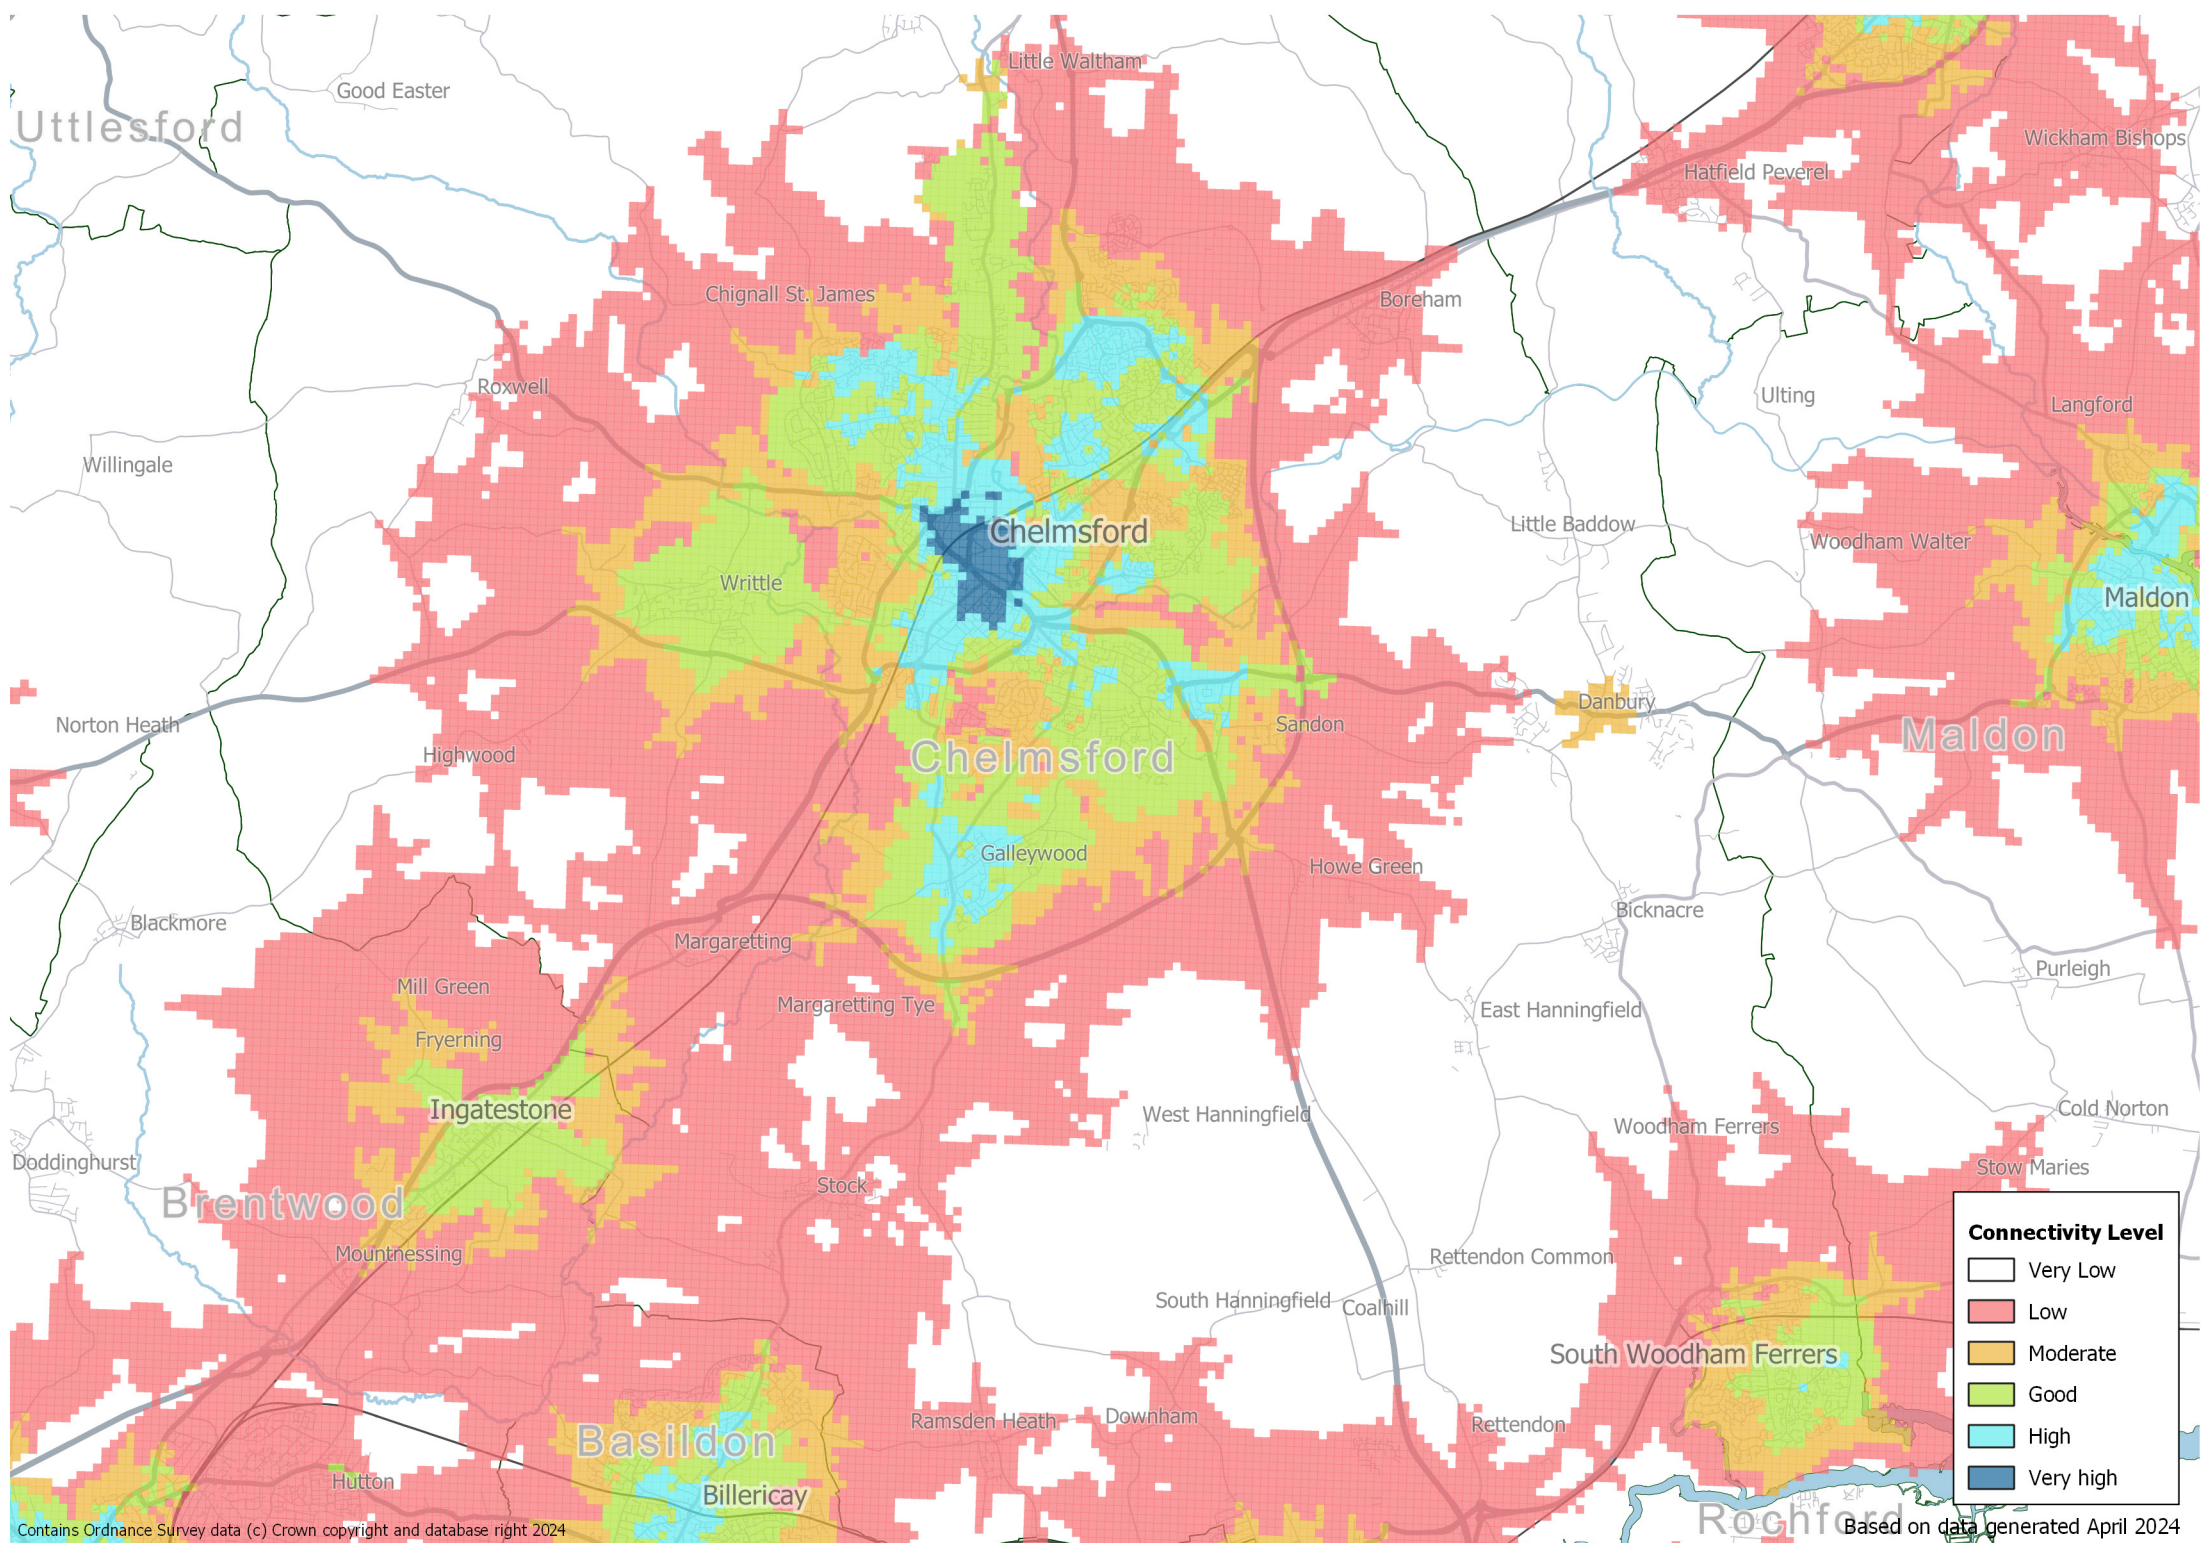 Little Waltham
Good Easter
Uttlesford
Wickham Bishops
Hatfield Peverel
Chignall St. James
Boreham
Roxwell
Ulting
Langford
Willingale
Chelmsford
Little Baddow
Woodham Walter
Writtle
Maldon
Danbury
Norton Heath
Sandon
Maldon
Highwood
Chelmsford
Galleywood
Howe Green
Blackmore
Bicknacre
Margaretting
Purleigh
Mill Green
Margaretting Tye
East Hanningfield
Fryerning
Ingatestone
West Hanningfield
Cold Norton
Woodham Ferrers
Doddinghurst
Stow Maries
Stock
Brentwood
Mountnessing
Rettendon Common
South Hanningfield
Coalhill
South Woodham Ferrers
Ramsden Heath
Downham
Rettendon
Basildon
Hutton
Billericay
Rochford
Connectivity Level
Very Low
Low
Moderate
Good
High
Very high
Contains Ordnance Survey data (c) Crown copyright and database right 2024
Based on data generated April 2024